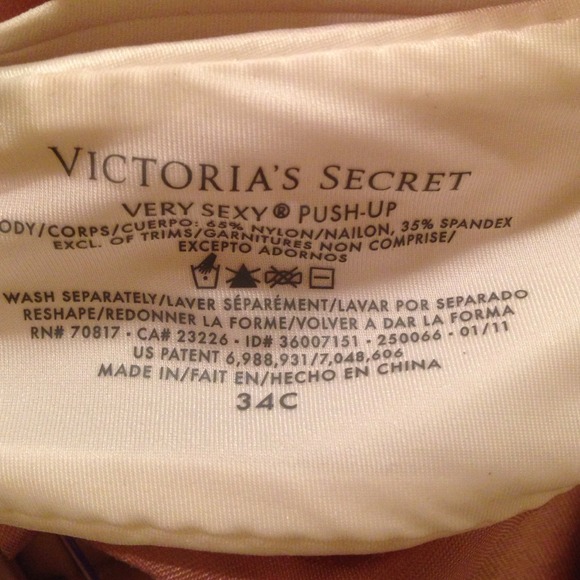 VICTORIA'S SECRET
VERY SEXY® PUSH-UP
ODY/CORPS/CUERPO: 65% NYLON/NAILON, 35% SPANDEX
EXCL. OF TRIMS/GARNITURES NON COMPRISE/
EXCEPTO ADORNOS
WASH SEPARATELY/LAVER SÉPARÉMENT/LAVAR POR SEPARADO
RESHAPE/REDONNER LA FORME/VOLVER A DAR LA FORMA
RN# 70817 • CA# 23226 • ID# 36007151 • 250066 • 01/11
US PATENT 6,988,931/7,048,606
MADE IN/FAIT EN/HECHO EN CHINA
34C